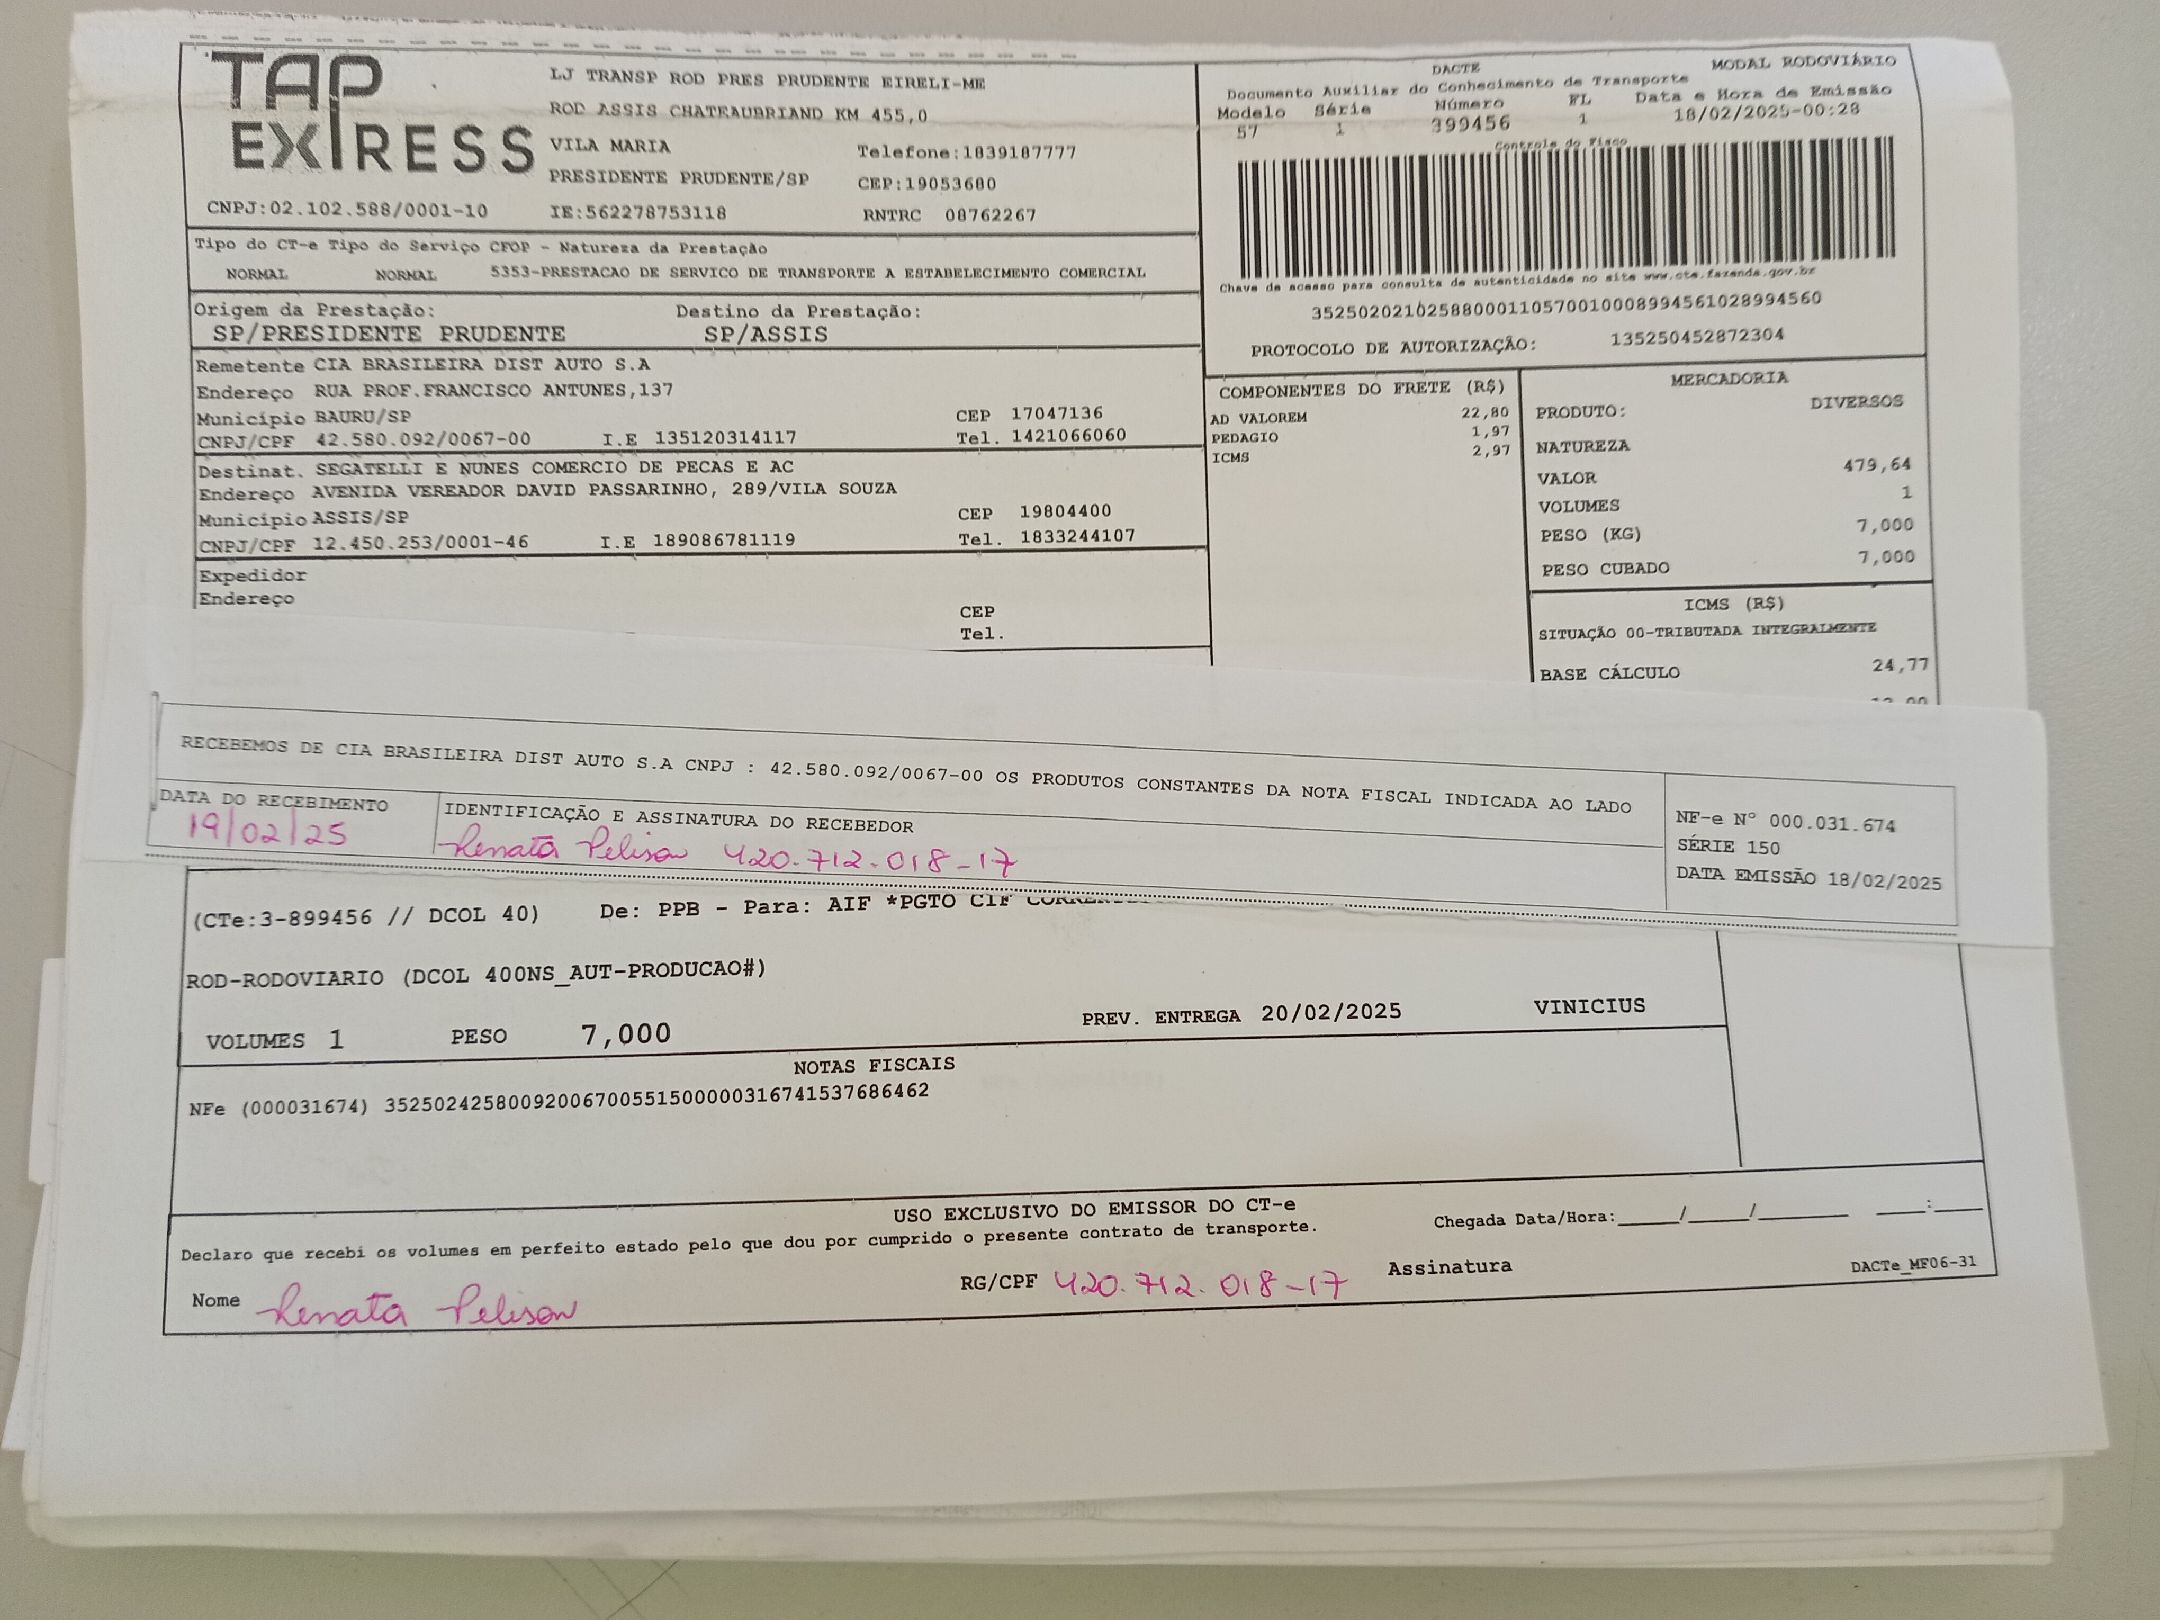 TAP EXPRESS
LJ TRANSP ROD PRES PRUDENTE EIRELI-ME
ROD ASSIS CHATEAUBRIAND KM 455,0
VILA MARIA Telefone:1839187777
PRESIDENTE PRUDENTE/SP CEP:19053680
CNPJ:02.102.588/0001-10 IE:562278753118 RNTRC 08762267
DACTE MODAL RODOVIÁRIO
Documento Auxiliar do Conhecimento de Transporte
Modelo Série Número FL Data e Hora de Emissão
57 1 899456 1 18/02/2025-00:28
Controle do Fisco
Chave de acesso para consulta de autenticidade no site www.cte.fazenda.gov.br
35250202102588000110570010008994561028994560
PROTOCOLO DE AUTORIZAÇÃO: 135250452872304
Tipo do CT-e Tipo do Serviço CFOP - Natureza da Prestação
NORMAL NORMAL 5353-PRESTACAO DE SERVICO DE TRANSPORTE A ESTABELECIMENTO COMERCIAL
Origem da Prestação: Destino da Prestação:
SP/PRESIDENTE PRUDENTE SP/ASSIS
Remetente CIA BRASILEIRA DIST AUTO S.A
Endereço RUA PROF.FRANCISCO ANTUNES,137
Município BAURU/SP CEP 17047136
CNPJ/CPF 42.580.092/0067-00 I.E 135120314117 Tel. 1421066060
Destinat. SEGATELLI E NUNES COMERCIO DE PECAS E AC
Endereço AVENIDA VEREADOR DAVID PASSARINHO, 289/VILA SOUZA
Município ASSIS/SP CEP 19804400
CNPJ/CPF 12.450.253/0001-46 I.E 189086781119 Tel. 1833244107
Expedidor
Endereço
CEP
Tel.
COMPONENTES DO FRETE (R$)
AD VALOREM 22,80
PEDAGIO 1,97
ICMS 2,97
MERCADORIA
PRODUTO: DIVERSOS
NATUREZA
VALOR 479,64
VOLUMES 1
PESO (KG) 7,000
PESO CUBADO 7,000
ICMS (R$)
SITUAÇÃO 00-TRIBUTADA INTEGRALMENTE
BASE CÁLCULO 24,77
RECEBEMOS DE CIA BRASILEIRA DIST AUTO S.A CNPJ : 42.580.092/0067-00 OS PRODUTOS CONSTANTES DA NOTA FISCAL INDICADA AO LADO
DATA DO RECEBIMENTO IDENTIFICAÇÃO E ASSINATURA DO RECEBEDOR
19/02/25 Renata Pelison 420.712.018-17
NF-e N° 000.031.674
SÉRIE 150
DATA EMISSÃO 18/02/2025
(CTe:3-899456 // DCOL 40) De: PPB - Para: AIF *PGTO CIF
ROD-RODOVIARIO (DCOL 400NS_AUT-PRODUCAO#)
VOLUMES 1 PESO 7,000 PREV. ENTREGA 20/02/2025 VINICIUS
NOTAS FISCAIS
NFe (000031674) 35250242580092006700551500000316741537686462
USO EXCLUSIVO DO EMISSOR DO CT-e
Declaro que recebi os volumes em perfeito estado pelo que dou por cumprido o presente contrato de transporte. Chegada Data/Hora:_____/_____/_______ ____:____
Nome Renata Pelison RG/CPF 420.712.018-17 Assinatura DACTe_MF06-31